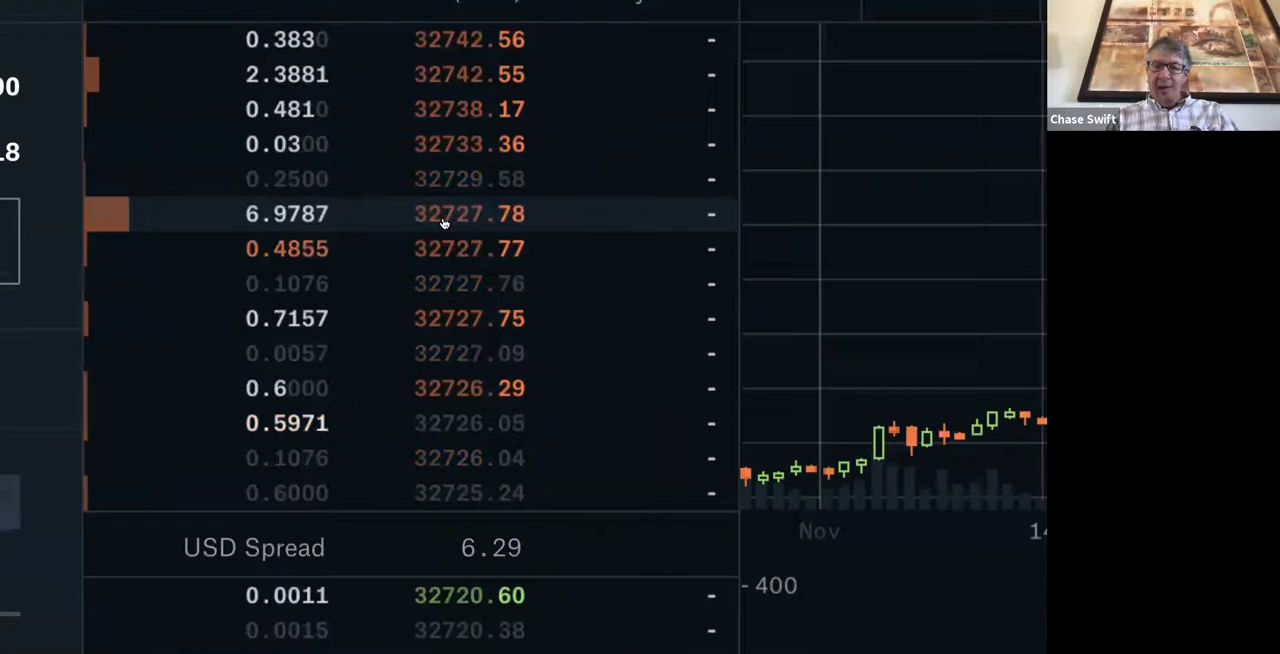 0.3830 32742.56 -
2.3881 32742.55 -
0.4810 32738.17 -
0.0300 32733.36 -
0.2500 32729.58 -
6.9787 32727.78 -
0.4855 32727.77 -
0.1076 32727.76 -
0.7157 32727.75 -
0.0057 32727.09 -
0.6000 32726.29 -
0.5971 32726.05 -
0.1076 32726.04 -
0.6000 32725.24 -
USD Spread 6.29
0.0011 32720.60 -
0.0015 32720.38 -
Nov 14
- 400
Chase Swift